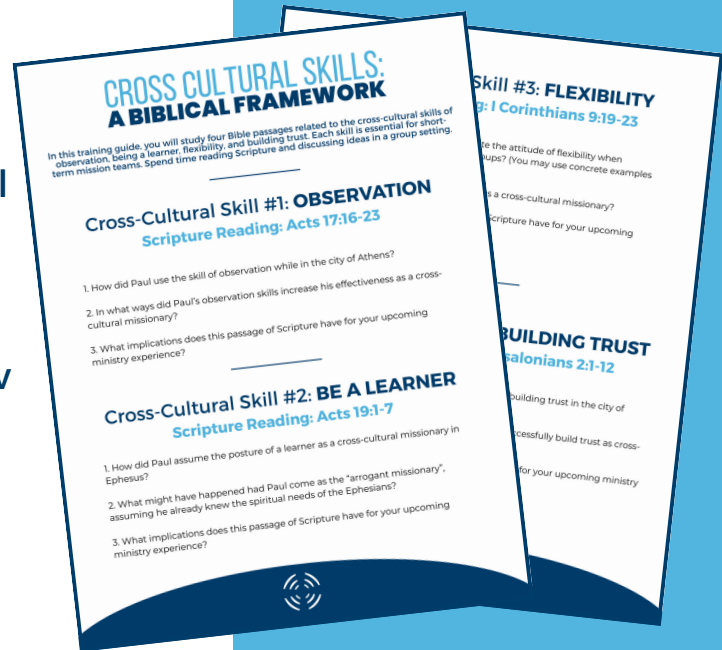 CROSS CULTURAL SKILLS:
A BIBLICAL FRAMEWORK
In this training guide, you will study four Bible passages related to the cross-cultural skills of
observation, being a learner, flexibility, and building trust. Each skill is essential for short-
term mission teams. Spend time reading Scripture and discussing ideas in a group setting.
Cross-Cultural Skill #1: OBSERVATION
Scripture Reading: Acts 17:16-23
1. How did Paul use the skill of observation while in the city of Athens?
2. In what ways did Paul's observation skills increase his effectiveness as a cross-
cultural missionary?
3. What implications does this passage of Scripture have for your upcoming
ministry experience?
Cross-Cultural Skill #2: BE A LEARNER
Scripture Reading: Acts 19:1-7
1. How did Paul assume the posture of a learner as a cross-cultural missionary in
Ephesus?
2. What might have happened had Paul come as the "arrogant missionary",
assuming he already knew the spiritual needs of the Ephesians?
3. What implications does this passage of Scripture have for your upcoming
ministry experience?
Skill #3: FLEXIBILITY
g: I Corinthians 9:19-23
te the attitude of flexibility when
ups? (You may use concrete examples
s a cross-cultural missionary?
Scripture have for your upcoming
BUILDING TRUST
salonians 2:1-12
building trust in the city of
ccessfully build trust as cross-
for your upcoming ministry